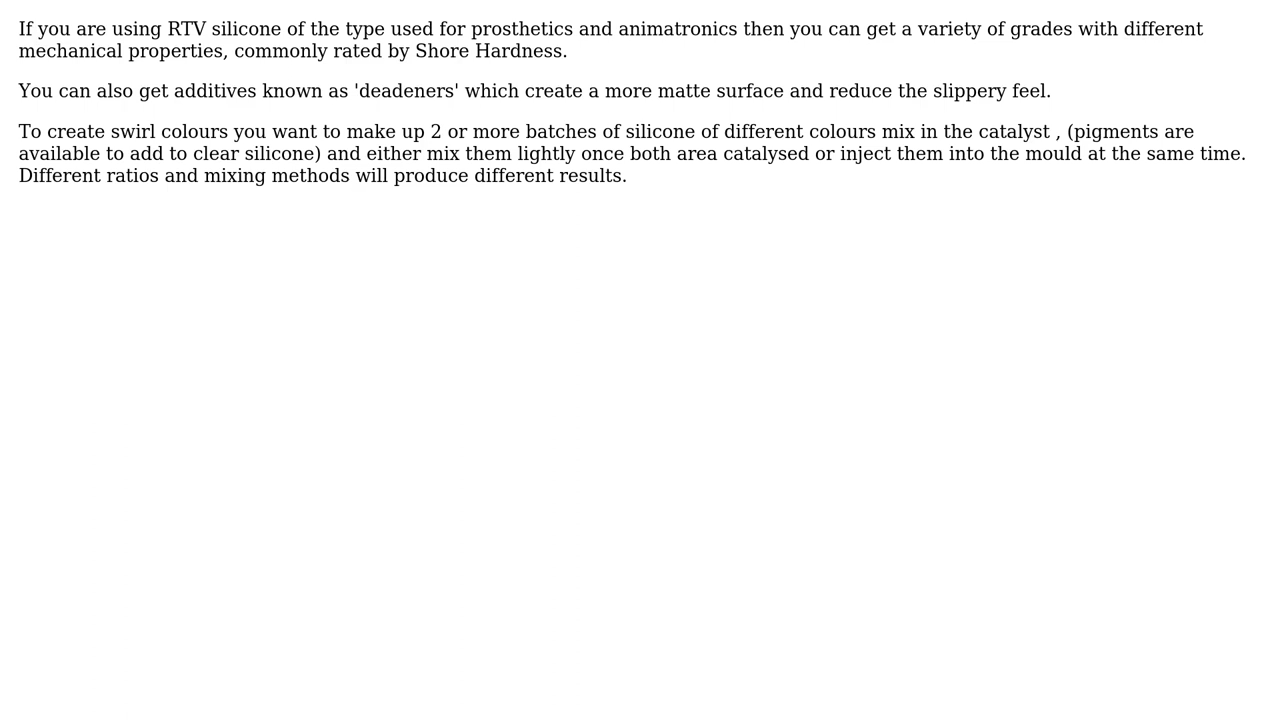 If you are using RTV silicone of the type used for prosthetics and animatronics then you can get a variety of grades with different
mechanical properties, commonly rated by Shore Hardness.
You can also get additives known as 'deadeners' which create a more matte surface and reduce the slippery feel.
To create swirl colours you want to make up 2 or more batches of silicone of different colours mix in the catalyst , (pigments are
available to add to clear silicone) and either mix them lightly once both area catalysed or inject them into the mould at the same time.
Different ratios and mixing methods will produce different results.